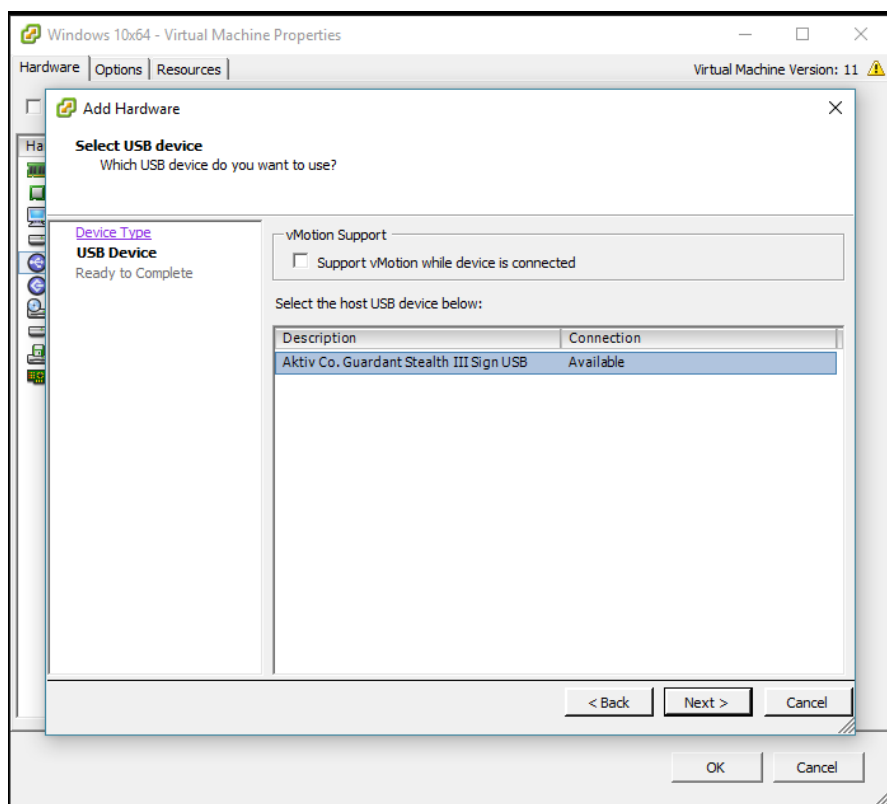 Windows 10x64 - Virtual Machine Properties
Hardware Options Resources Virtual Machine Version: 11
Add Hardware
Ha
Select USB device
Which USB device do you want to use?
Device Type
USB Device
Ready to Complete
vMotion Support
Support vMotion while device is connected
Select the host USB device below:
Description Connection
Aktiv Co. Guardant Stealth III Sign USB Available
< Back Next > Cancel
OK Cancel